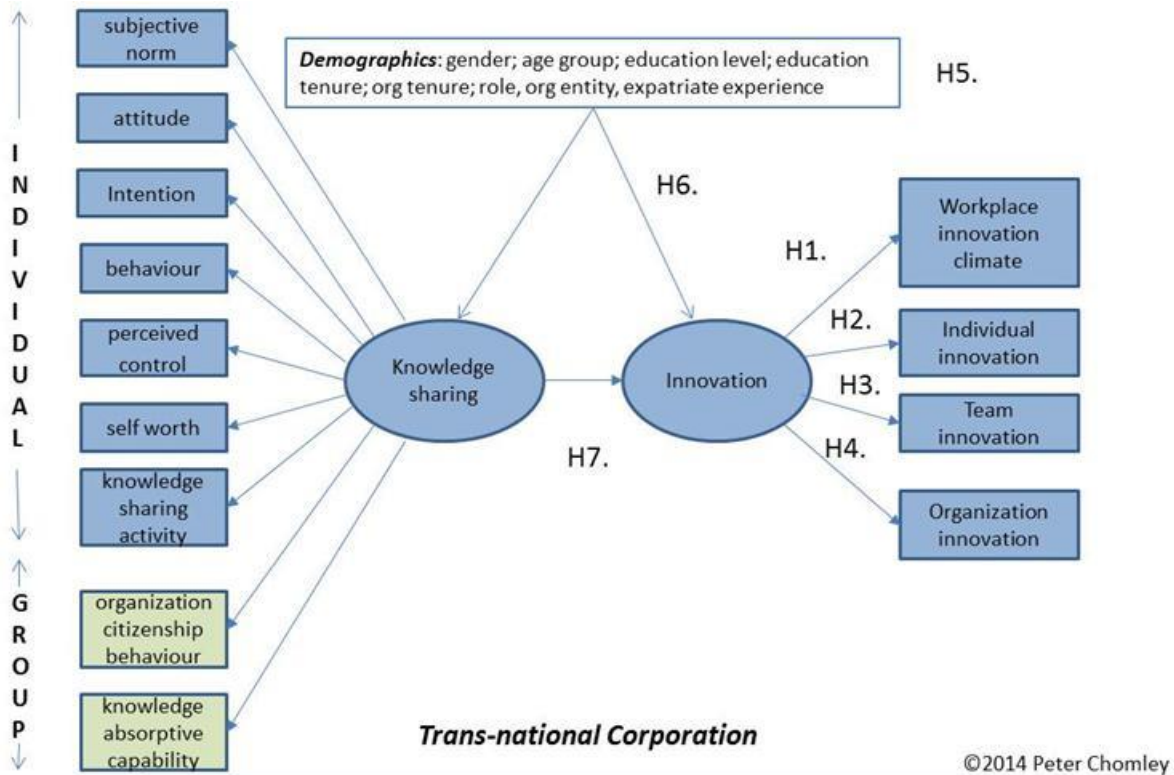 subjective
norm
attitude
Intention
behaviour
perceived
control
self worth
knowledge
sharing
activity
organization
citizenship
behaviour
knowledge
absorptive
capability
INDIVIDUAL
GROUP
Demographics: gender; age group; education level; education
tenure; org tenure; role, org entity, expatriate experience
H5.
H6.
Knowledge
sharing
H7.
Innovation
H1.
H2.
H3.
H4.
Workplace
innovation
climate
Individual
innovation
Team
innovation
Organization
innovation
Trans-national Corporation
©2014 Peter Chomley